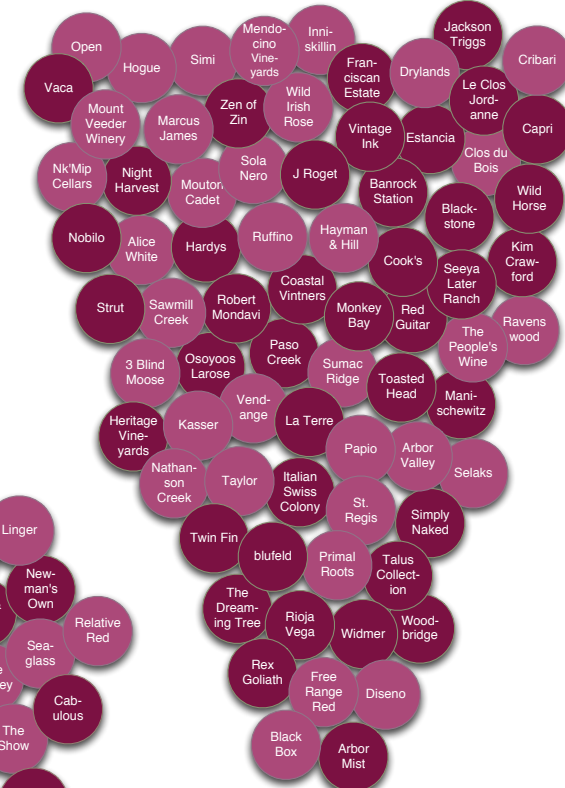 Jackson
Triggs
Inni-
skillin
Mendo-
cino
Vine-
yards
Open
Hogue
Simi
Cribari
Fran-
ciscan
Estate
Drylands
Vaca
Le Clos
Jord-
anne
Wild
Irish
Rose
Zen of
Zin
Mount
Veeder
Winery
Marcus
James
Vintage
Ink
Estancia
Capri
Clos du
Bois
Nk'Mip
Cellars
Night
Harvest
Mouton
Cadet
Sola
Nero
J Roget
Banrock
Station
Wild
Horse
Black-
stone
Nobilo
Alice
White
Hardys
Ruffino
Hayman
& Hill
Cook's
Kim
Craw-
ford
Seeya
Later
Ranch
Coastal
Vintners
Strut
Sawmill
Creek
Robert
Mondavi
Monkey
Bay
Red
Guitar
Ravens
wood
The
People's
Wine
3 Blind
Moose
Osoyoos
Larose
Paso
Creek
Sumac
Ridge
Toasted
Head
Mani-
schewitz
Vend-
ange
Heritage
Vine-
yards
Kasser
La Terre
Papio
Arbor
Valley
Selaks
Nathan-
son
Creek
Taylor
Italian
Swiss
Colony
St.
Regis
Simply
Naked
Twin Fin
blufeld
Primal
Roots
Talus
Collect-
ion
The
Dream-
ing Tree
Rioja
Vega
Widmer
Wood-
bridge
Rex
Goliath
Free
Range
Red
Diseno
Black
Box
Arbor
Mist
Linger
New-
man's
Own
Relative
Red
Sea-
glass
Cab-
ulous
The
Show